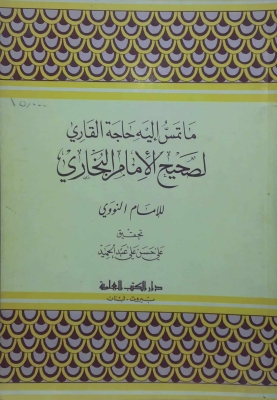 ما تمس إليه حاجة القاري
لصحيح الإمام البخاري
للإمام النووي
تحقيق
علي حسن علي عبد الحميد
دار الكتب العلمية
بيروت - لبنان